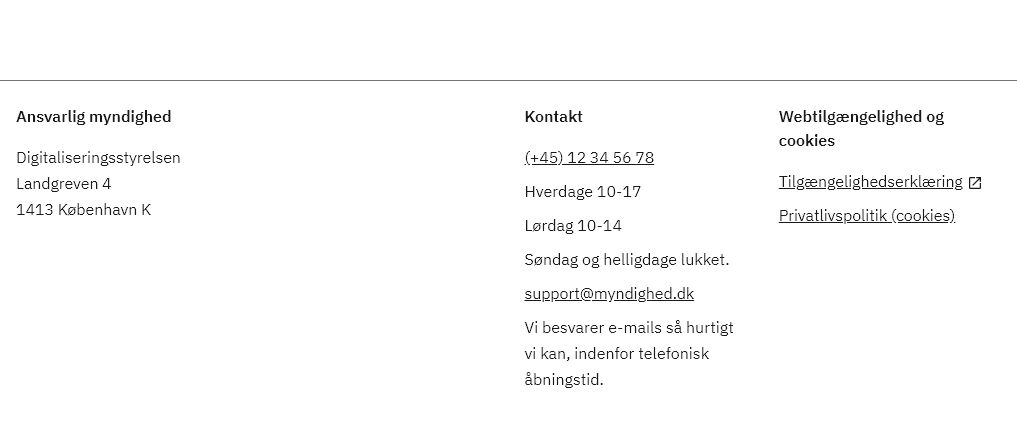 Ansvarlig myndighed
Digitaliseringsstyrelsen
Landgreven 4
1413 København K
Kontakt
(+45) 12 34 56 78
Hverdage 10-17
Lørdag 10-14
Søndag og helligdage lukket.
support@myndighed.dk
Vi besvarer e-mails så hurtigt
vi kan, indenfor telefonisk
åbningstid.
Webtilgængelighed og
cookies
Tilgængelighedserklæring
Privatlivspolitik (cookies)